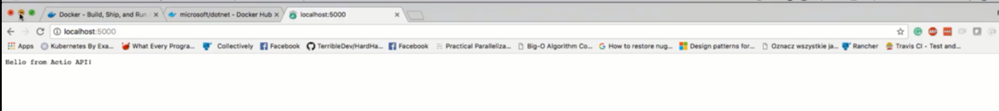 Docker - Build, Ship, and Run microsoft/dotnet - Docker Hub localhost:5000
localhost:5000
Apps Kubernetes By Exa... What Every Progra... Collectively Facebook TerribleDev/HardHa... Facebook Practical Paralleliza... Big-O Algorithm Co... How to restore nug... Design patterns for... Oznacz wszystkie ja... Rancher Travis CI - Test and...
Hello from Actio API!